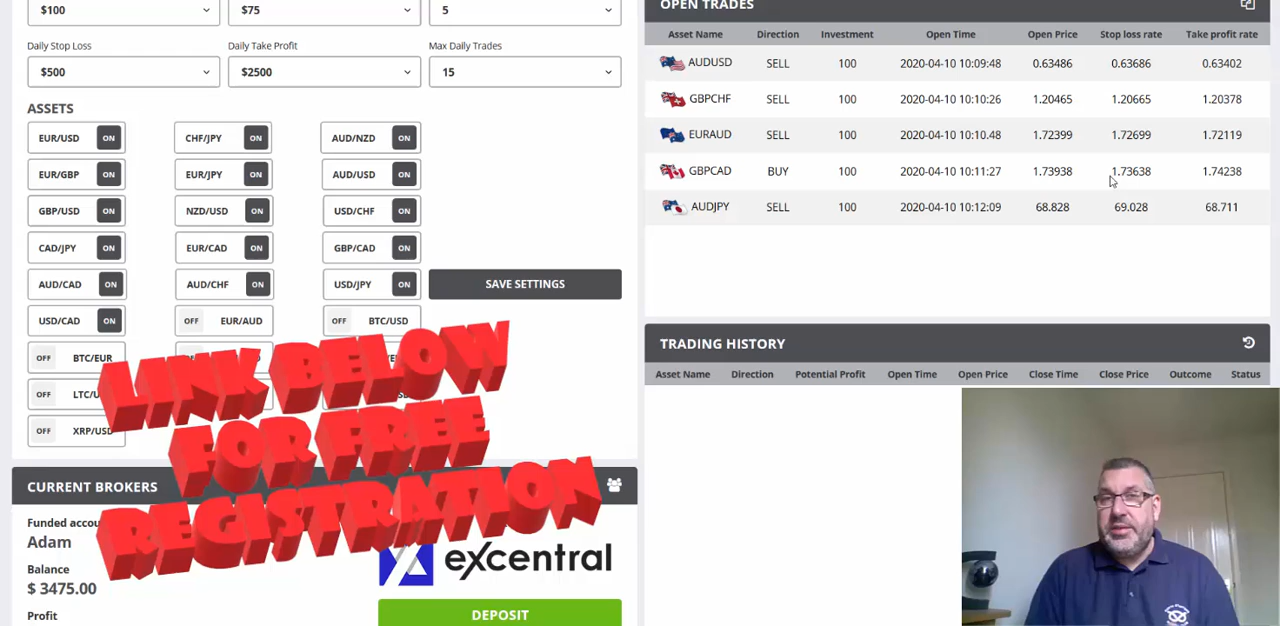 $100 $75 5
Daily Stop Loss Daily Take Profit Max Daily Trades
$500 $2500 15
ASSETS
EUR/USD ON CHF/JPY ON AUD/NZD ON
EUR/GBP ON EUR/JPY ON AUD/USD ON
GBP/USD ON NZD/USD ON USD/CHF ON
CAD/JPY ON EUR/CAD ON GBP/CAD ON
AUD/CAD ON AUD/CHF ON USD/JPY ON
SAVE SETTINGS
USD/CAD ON OFF EUR/AUD OFF BTC/USD
OFF BTC/EUR
OFF
OFF XRP/USD
LINK BELOW
FOR FREE
REGISTRATION
CURRENT BROKERS
Funded
Adam
Balance
$ 3475.00
Profit
excentral
DEPOSIT
OPEN TRADES
Asset Name Direction Investment Open Time Open Price Stop loss rate Take profit rate
AUDUSD SELL 100 2020-04-10 10:09:48 0.63486 0.63686 0.63402
GBPCHF SELL 100 2020-04-10 10:10:26 1.20465 1.20665 1.20378
EURAUD SELL 100 2020-04-10 10:10:48 1.72399 1.72699 1.72119
GBPCAD BUY 100 2020-04-10 10:11:27 1.73938 1.73638 1.74238
AUDJPY SELL 100 2020-04-10 10:12:09 68.828 69.028 68.711
TRADING HISTORY
Asset Name Direction Potential Profit Open Time Open Price Close Time Close Price Outcome Status